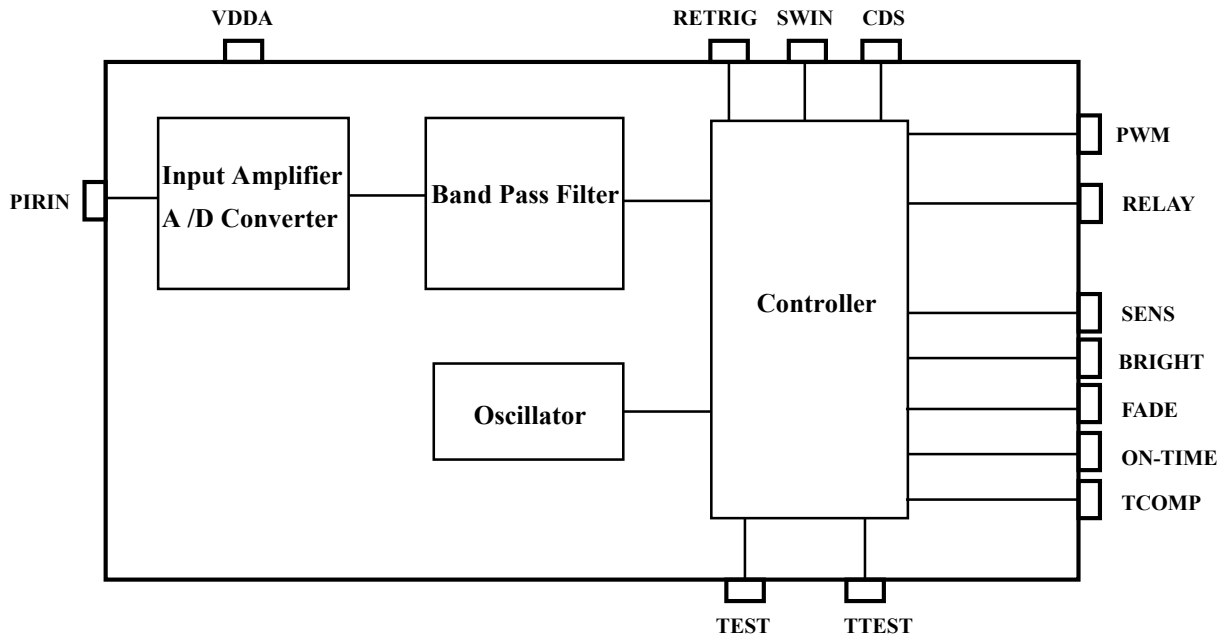 VDDA
RETRIG
SWIN
CDS
PIRIN
Input Amplifier
A /D Converter
Band Pass Filter
Controller
Oscillator
PWM
RELAY
SENS
BRIGHT
FADE
ON-TIME
TCOMP
TEST
TTEST